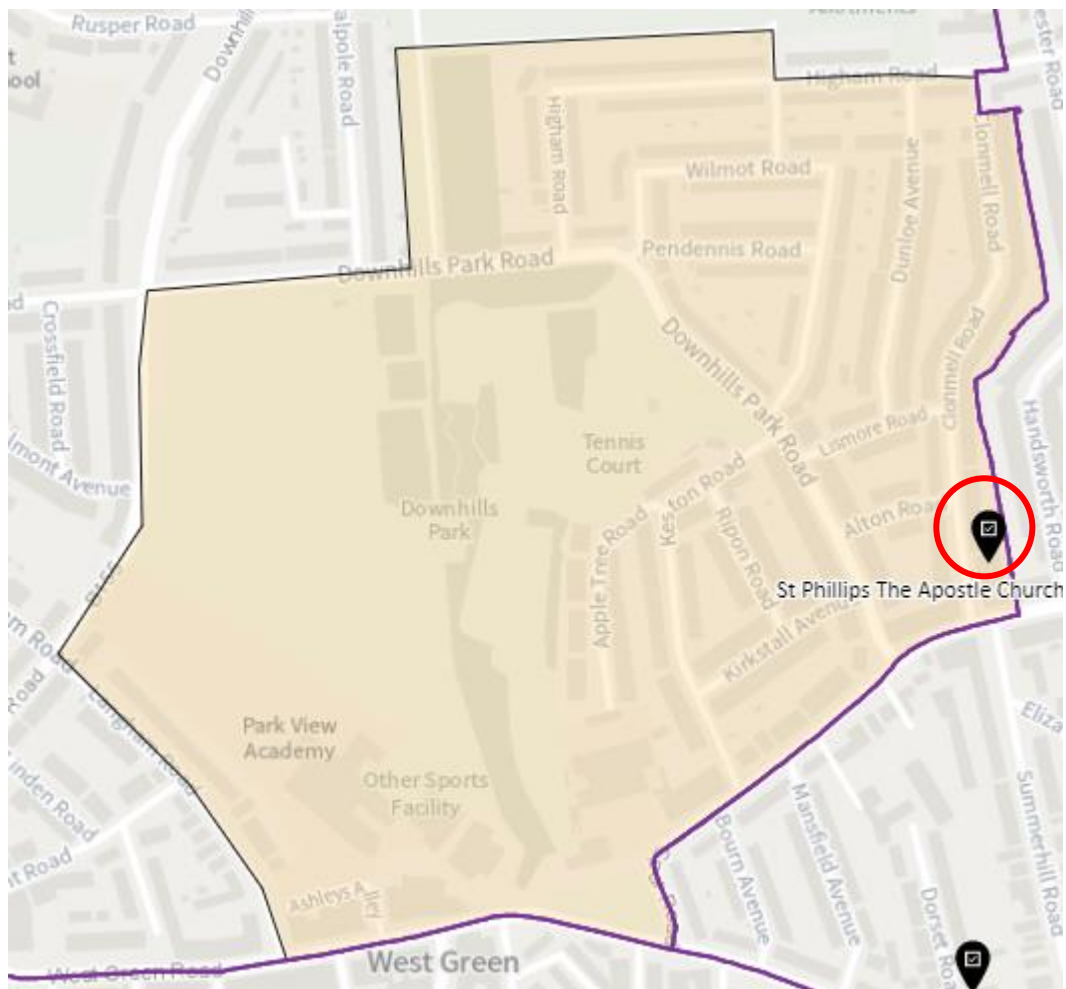 Rusper Road
Higham Road
Higham Road
Wilmot Road
Clonmell Road
Dunloe Avenue
Pendennis Road
Downhills Park Road
Crossfield Road
Downhills Park Road
Clonmell Road
Lismore Road
Handsworth Road
Tennis
Court
Keston Road
Downhills
Park
Ripon Road
Alton Road
Apple Tree Road
St Phillips The Apostle Church
Kirkstall Avenue
Park View
Academy
Other Sports
Facility
Langham Road
Bourn Avenue
Mansfield Avenue
Summerhill Road
West Green
West Green Road